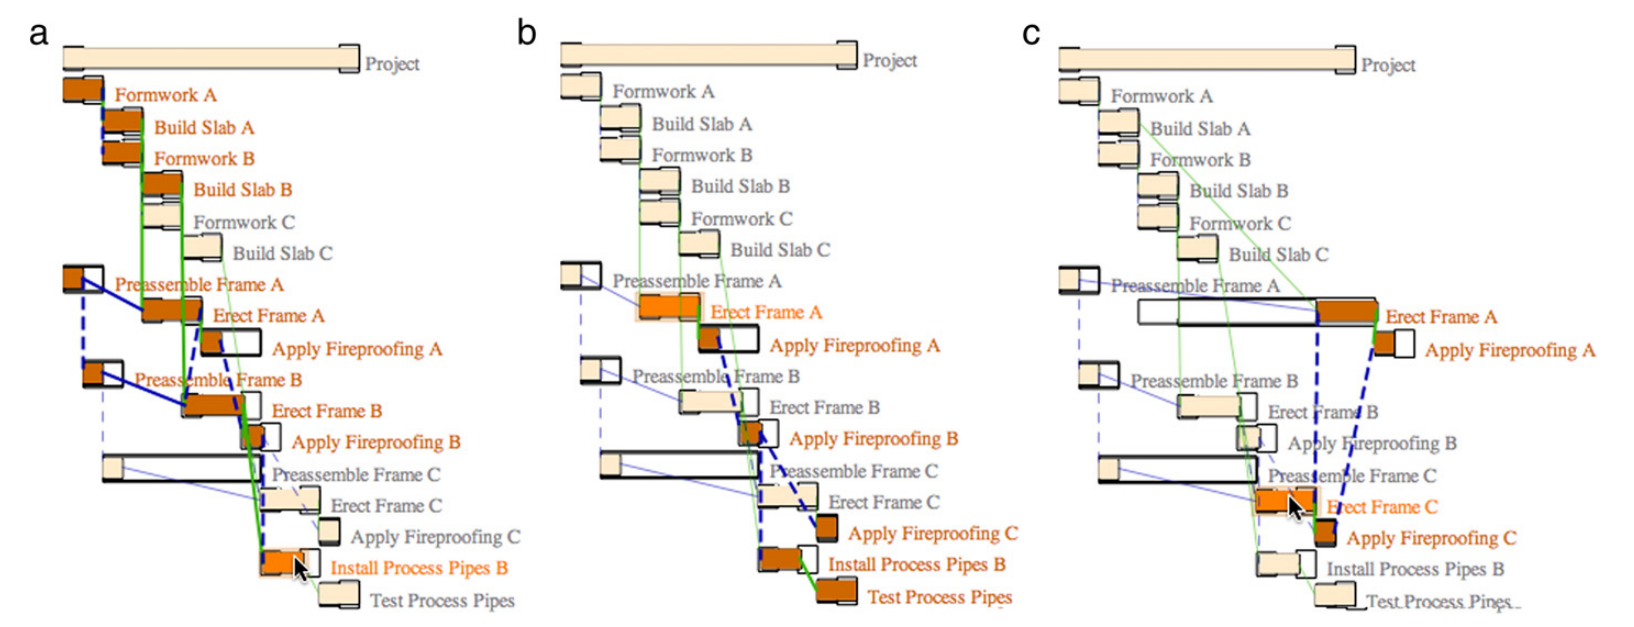 a
Project
Formwork A
Build Slab A
Formwork B
Build Slab B
Formwork C
Build Slab C
Preassemble Frame A
Erect Frame A
Apply Fireproofing A
Preassemble Frame B
Erect Frame B
Apply Fireproofing B
Preassemble Frame C
Erect Frame C
Apply Fireproofing C
Install Process Pipes B
Test Process Pipes
b
Project
Formwork A
Build Slab A
Formwork B
Build Slab B
Formwork C
Build Slab C
Preassemble Frame A
Erect Frame A
Apply Fireproofing A
Preassemble Frame B
Erect Frame B
Apply Fireproofing B
Preassemble Frame C
Erect Frame C
Apply Fireproofing C
Install Process Pipes B
Test Process Pipes
c
Project
Formwork A
Build Slab A
Formwork B
Build Slab B
Formwork C
Build Slab C
Preassemble Frame A
Erect Frame A
Apply Fireproofing A
Preassemble Frame B
Erect Frame B
Apply Fireproofing B
Preassemble Frame C
Erect Frame C
Apply Fireproofing C
Install Process Pipes B
Test Process Pipes